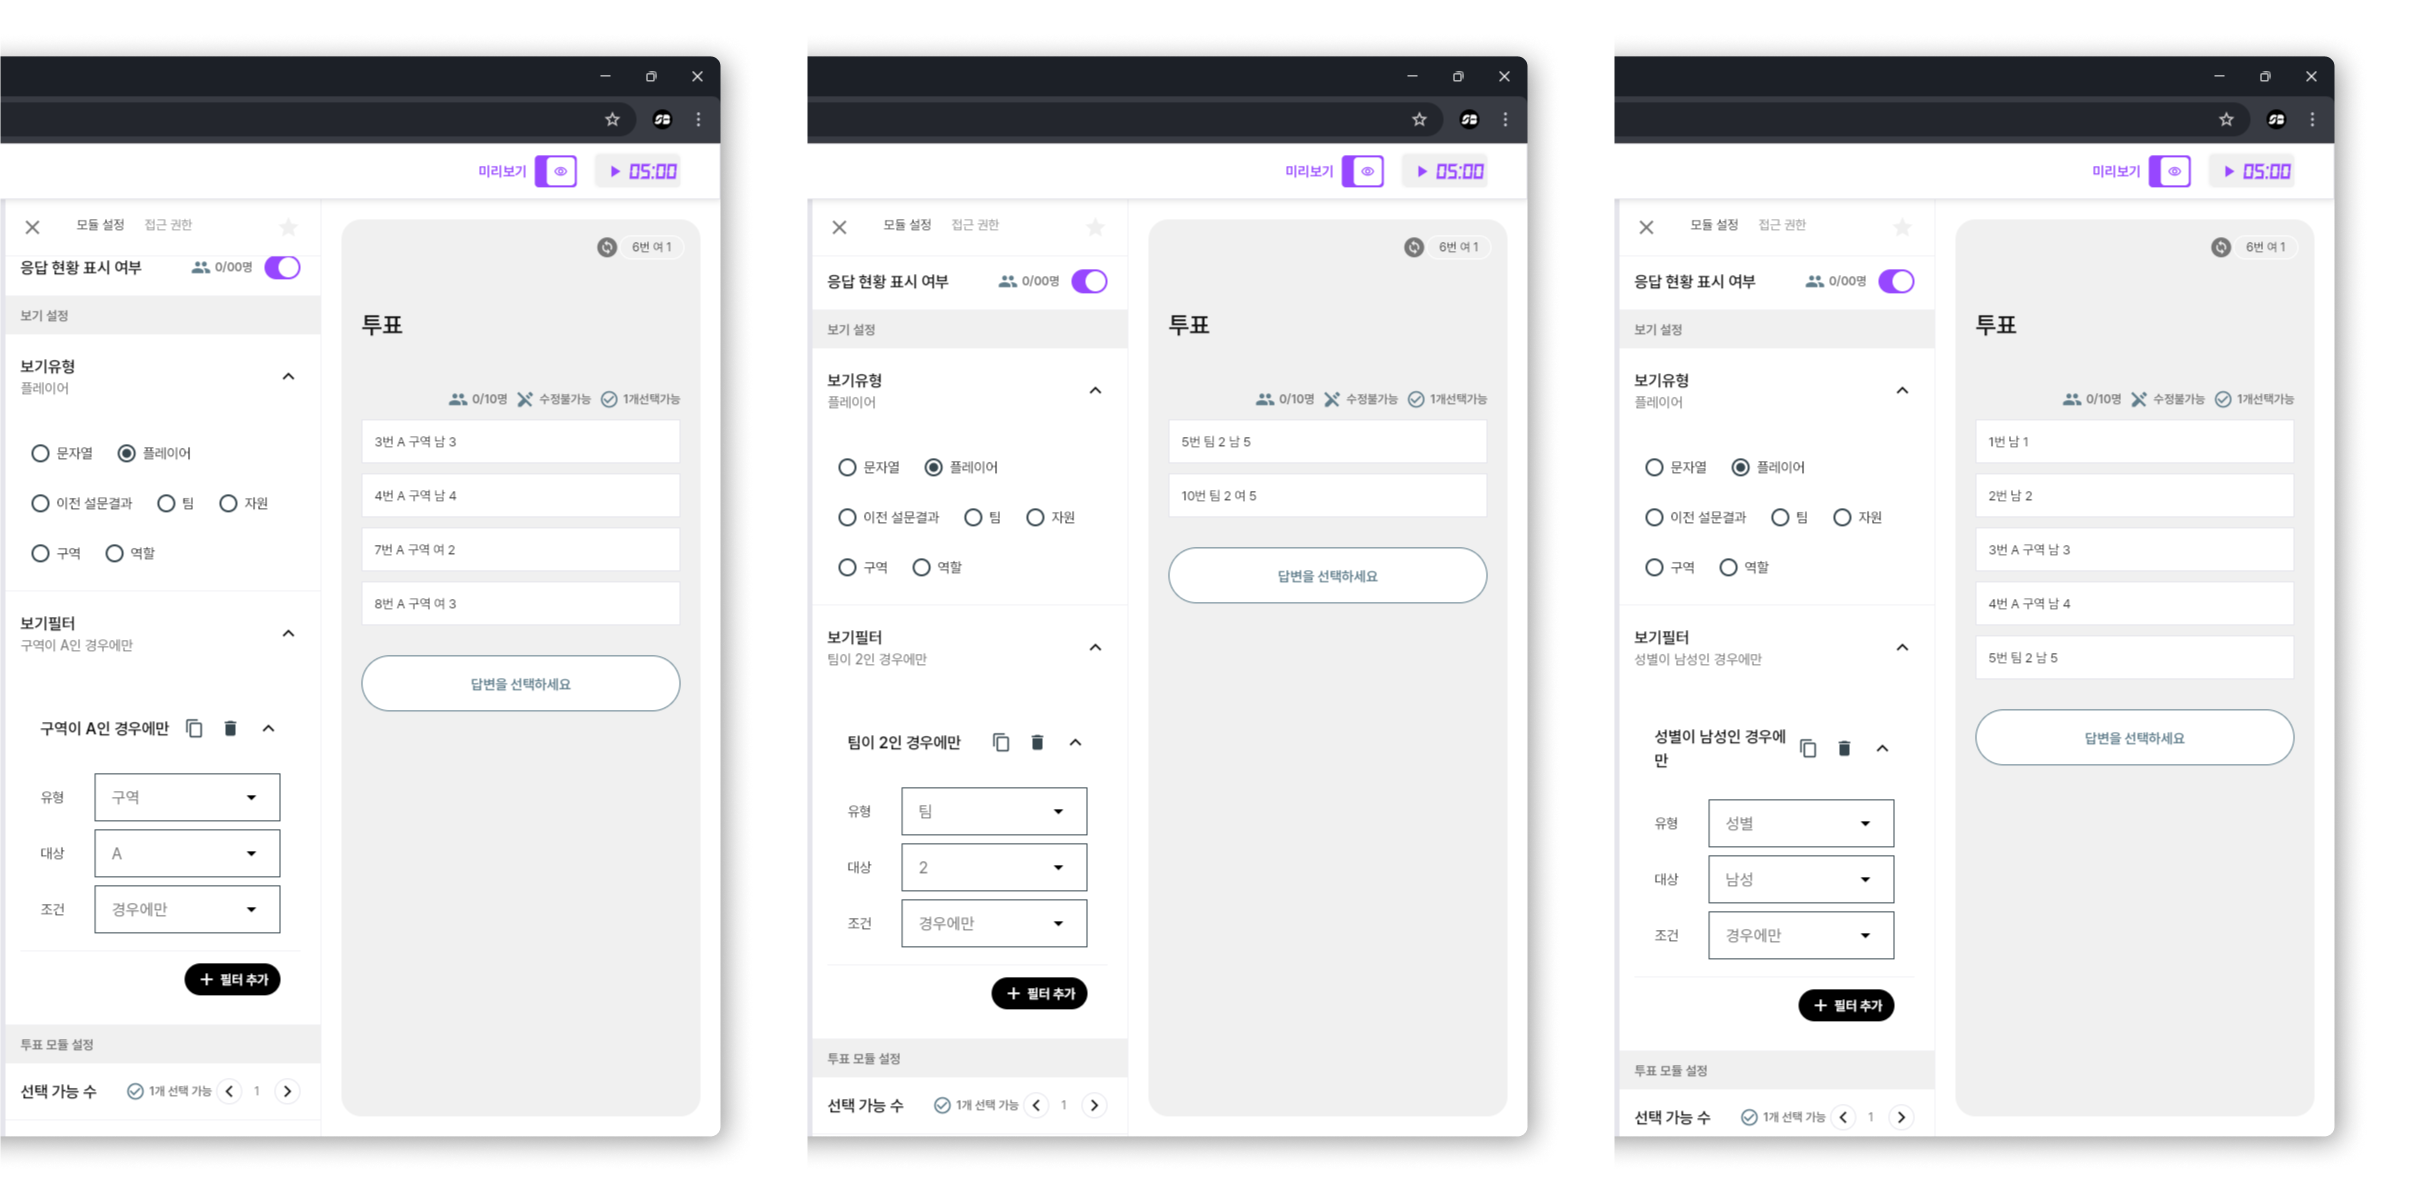 미리보기
05:00
모듈 설정 접근 권한
응답 현황 표시 여부 0/00명
보기 설정
보기유형
플레이어
문자열 플레이어
이전 설문결과 팀 자원
구역 역할
보기필터
구역이 A인 경우에만
구역이 A인 경우에만
유형 구역
대상 A
조건 경우에만
+ 필터 추가
투표 모듈 설정
선택 가능 수 1개 선택 가능 1
6번 여 1
투표
0/10명 수정불가능 1개선택가능
3번 A 구역 남 3
4번 A 구역 남 4
7번 A 구역 여 2
8번 A 구역 여 3
답변을 선택하세요
미리보기
05:00
모듈 설정 접근 권한
응답 현황 표시 여부 0/00명
보기 설정
보기유형
플레이어
문자열 플레이어
이전 설문결과 팀 자원
구역 역할
보기필터
팀이 2인 경우에만
팀이 2인 경우에만
유형 팀
대상 2
조건 경우에만
+ 필터 추가
투표 모듈 설정
선택 가능 수 1개 선택 가능 1
6번 여 1
투표
0/10명 수정불가능 1개선택가능
5번 팀 2 남 5
10번 팀 2 여 5
답변을 선택하세요
미리보기
05:00
모듈 설정 접근 권한
응답 현황 표시 여부 0/00명
보기 설정
보기유형
플레이어
문자열 플레이어
이전 설문결과 팀 자원
구역 역할
보기필터
성별이 남성인 경우에만
성별이 남성인 경우에
만
유형 성별
대상 남성
조건 경우에만
+ 필터 추가
투표 모듈 설정
선택 가능 수 1개 선택 가능 1
6번 여 1
투표
0/10명 수정불가능 1개선택가능
1번 남 1
2번 남 2
3번 A 구역 남 3
4번 A 구역 남 4
5번 팀 2 남 5
답변을 선택하세요